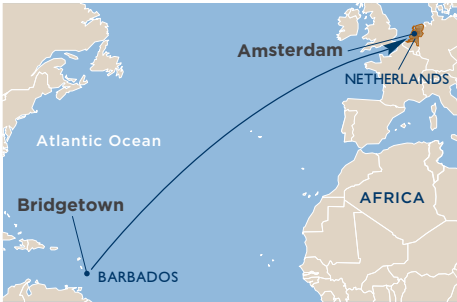 Amsterdam
NETHERLANDS
Atlantic Ocean
AFRICA
Bridgetown
BARBADOS